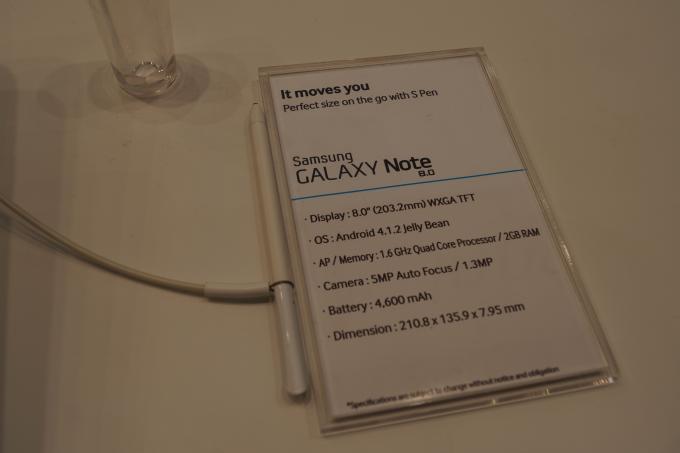 It moves you
Perfect size on the go with S Pen
Samsung
GALAXY Note
8.0
· Display : 8.0" (203.2mm) WXGA TFT
· OS : Android 4.1.2 Jelly Bean
· AP / Memory : 1.6 GHz Quad Core Processor / 2GB RAM
· Camera : 5MP Auto Focus / 1.3MP
· Battery : 4,600 mAh
· Dimension : 210.8 x 135.9 x 7.95 mm
*Specifications are subject to change without notice and obligation